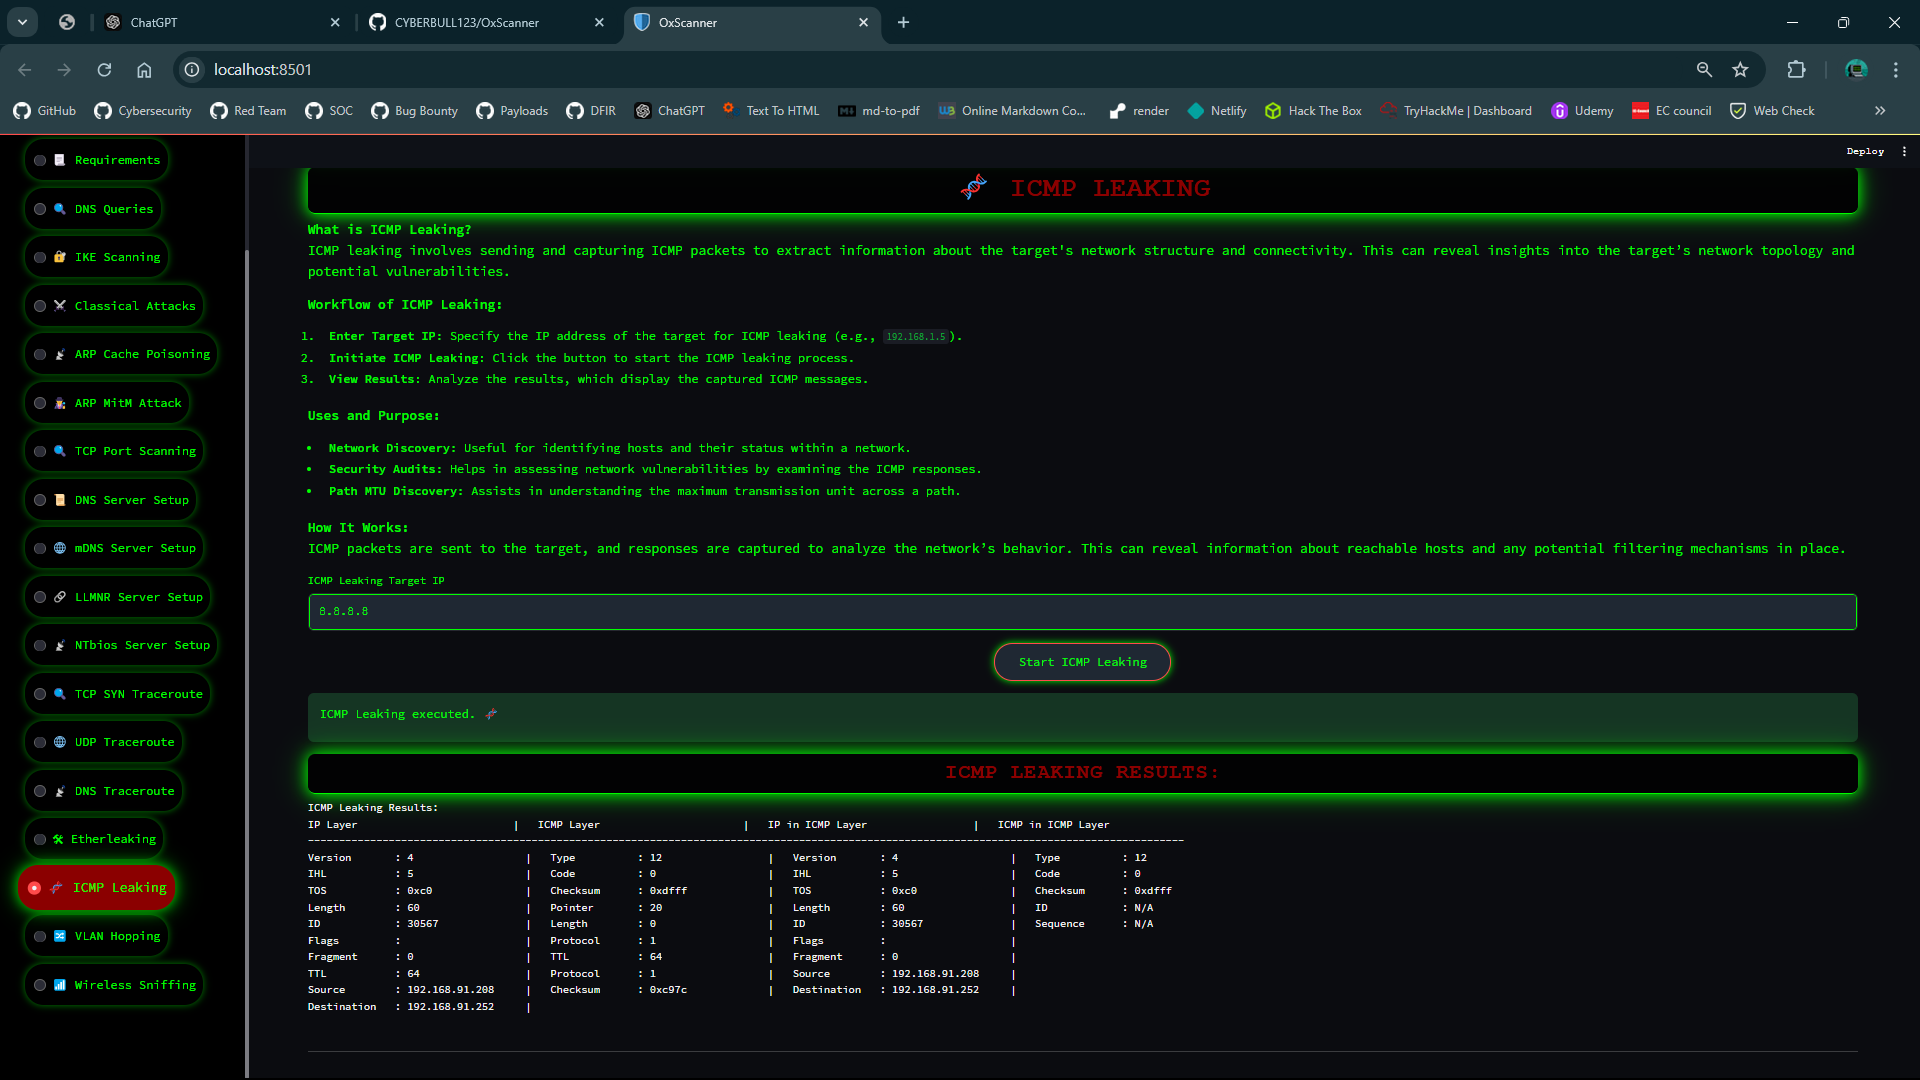 ChatGPT
CYBERBULL123/OxScanner
OxScanner
localhost:8501
GitHub
Cybersecurity
Red Team
SOC
Bug Bounty
Payloads
DFIR
ChatGPT
Text To HTML
md-to-pdf
Online Markdown Co...
render
Netlify
Hack The Box
TryHackMe | Dashboard
Udemy
EC council
Web Check
Deploy
Requirements
DNS Queries
IKE Scanning
Classical Attacks
ARP Cache Poisoning
ARP MitM Attack
TCP Port Scanning
DNS Server Setup
mDNS Server Setup
LLMNR Server Setup
NTbios Server Setup
TCP SYN Traceroute
UDP Traceroute
DNS Traceroute
Etherleaking
ICMP Leaking
VLAN Hopping
Wireless Sniffing
ICMP LEAKING
What is ICMP Leaking?
ICMP leaking involves sending and capturing ICMP packets to extract information about the target's network structure and connectivity. This can reveal insights into the target’s network topology and
potential vulnerabilities.
Workflow of ICMP Leaking:
1. Enter Target IP: Specify the IP address of the target for ICMP leaking (e.g., 192.168.1.5).
2. Initiate ICMP Leaking: Click the button to start the ICMP leaking process.
3. View Results: Analyze the results, which display the captured ICMP messages.
Uses and Purpose:
• Network Discovery: Useful for identifying hosts and their status within a network.
• Security Audits: Helps in assessing network vulnerabilities by examining the ICMP responses.
• Path MTU Discovery: Assists in understanding the maximum transmission unit across a path.
How It Works:
ICMP packets are sent to the target, and responses are captured to analyze the network’s behavior. This can reveal information about reachable hosts and any potential filtering mechanisms in place.
ICMP Leaking Target IP
8.8.8.8
Start ICMP Leaking
ICMP Leaking executed.
ICMP LEAKING RESULTS:
ICMP Leaking Results:
IP Layer | ICMP Layer | IP in ICMP Layer | ICMP in ICMP Layer
Version : 4 | Type : 12 | Version : 4 | Type : 12
IHL : 5 | Code : 0 | IHL : 5 | Code : 0
TOS : 0xc0 | Checksum : 0xdfff | TOS : 0xc0 | Checksum : 0xdfff
Length : 60 | Pointer : 20 | Length : 60 | ID : N/A
ID : 30567 | Length : 0 | ID : 30567 | Sequence : N/A
Flags : | Protocol : 1 | Flags : |
Fragment : 0 | TTL : 64 | Fragment : 0 |
TTL : 64 | Protocol : 1 | Source : 192.168.91.208 |
Source : 192.168.91.208 | Checksum : 0xc97c | Destination : 192.168.91.252 |
Destination : 192.168.91.252 |